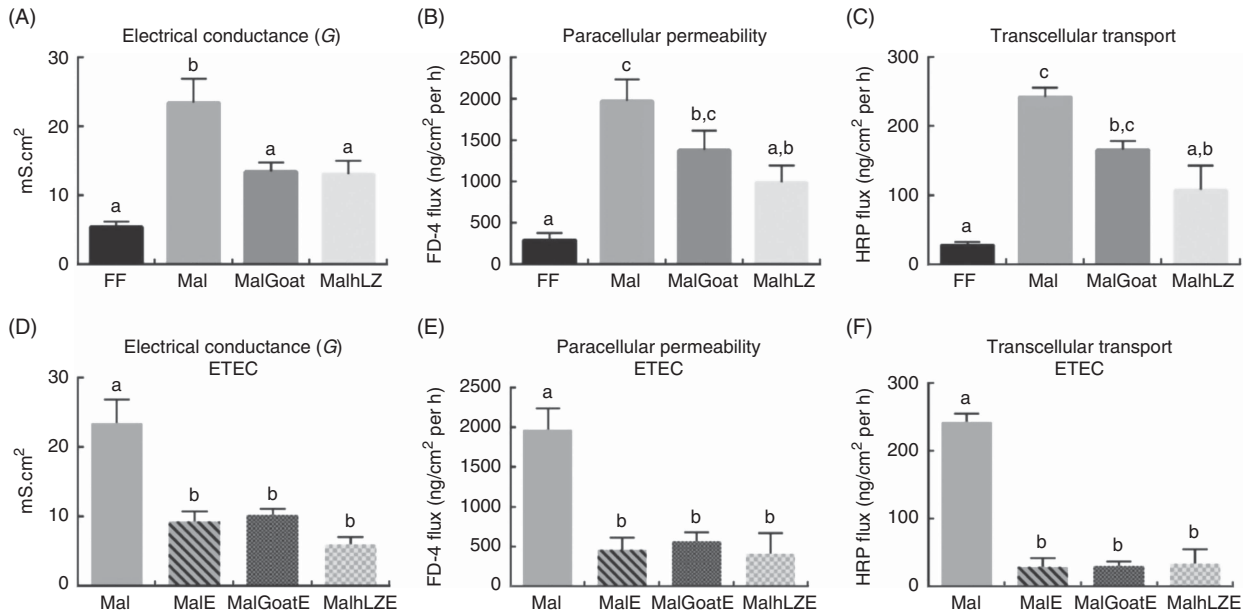 (A)
Electrical conductance (G)
mS.cm²
30
20
10
0
b
a
a
a
FF Mal MalGoat MalhLZ
(B)
Paracellular permeability
FD-4 flux (ng/cm² per h)
2500
2000
1500
1000
500
0
c
b,c
a,b
a
FF Mal MalGoat MalhLZ
(C)
Transcellular transport
HRP flux (ng/cm² per h)
300
200
100
0
c
b,c
a,b
a
FF Mal MalGoat MalhLZ
(D)
Electrical conductance (G)
ETEC
mS.cm²
30
20
10
0
a
b
b
b
Mal MalE MalGoatE MalhLZE
(E)
Paracellular permeability
ETEC
FD-4 flux (ng/cm² per h)
2500
2000
1500
1000
500
0
a
b
b
b
Mal MalE MalGoatE MalhLZE
(F)
Transcellular transport
ETEC
HRP flux (ng/cm² per h)
300
200
100
0
a
b
b
b
Mal MalE MalGoatE MalhLZE